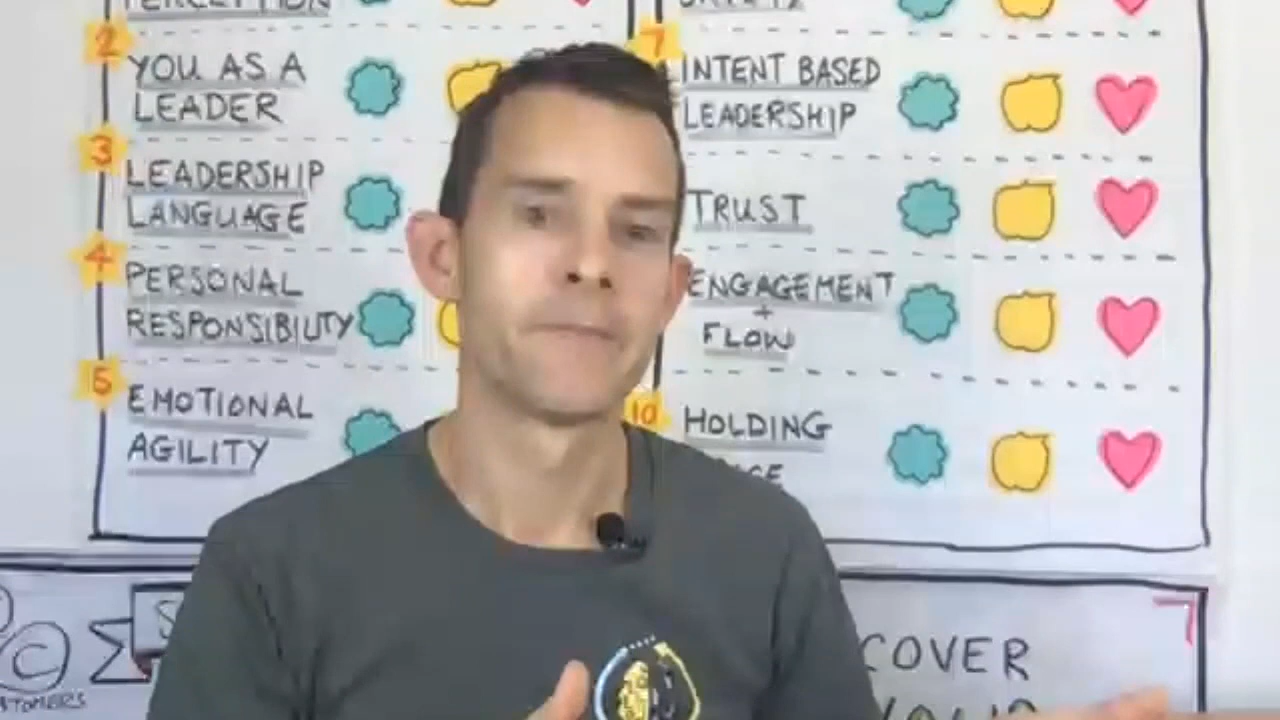 PERCEPTION
2
YOU AS A
LEADER
3
LEADERSHIP
LANGUAGE
4
PERSONAL
RESPONSIBILITY
5
EMOTIONAL
AGILITY
7
INTENT BASED
LEADERSHIP
TRUST
ENGAGEMENT
+
FLOW
10
HOLDING
C
COVER